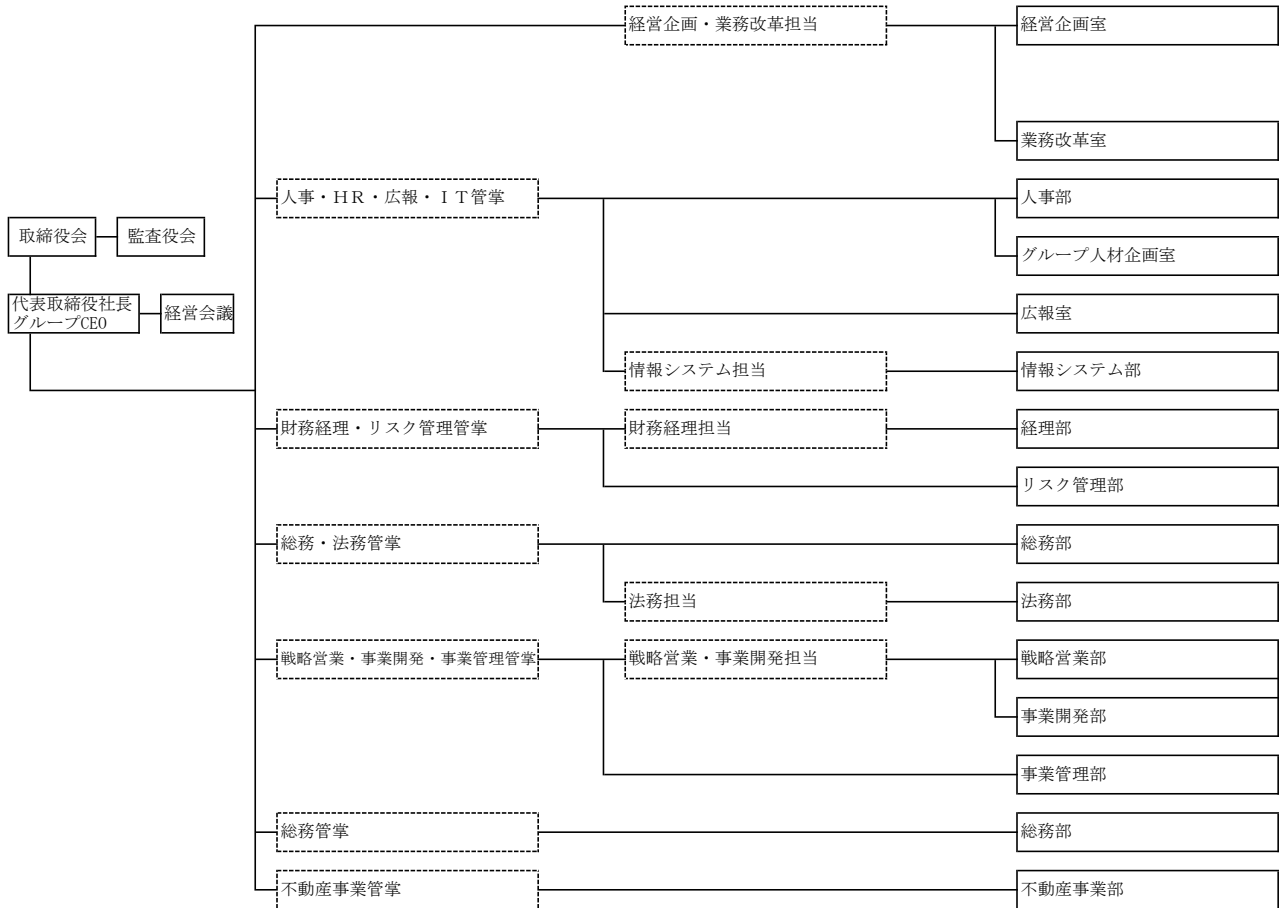 経営企画・業務改革担当
経営企画室
業務改革室
人事・ＨＲ・広報・ＩＴ管掌
人事部
取締役会
監査役会
グループ人材企画室
代表取締役社長
グループCEO
経営会議
広報室
情報システム担当
情報システム部
財務経理・リスク管理管掌
財務経理担当
経理部
リスク管理部
総務・法務管掌
総務部
法務担当
法務部
戦略営業・事業開発・事業管理管掌
戦略営業・事業開発担当
戦略営業部
事業開発部
事業管理部
総務管掌
総務部
不動産事業管掌
不動産事業部